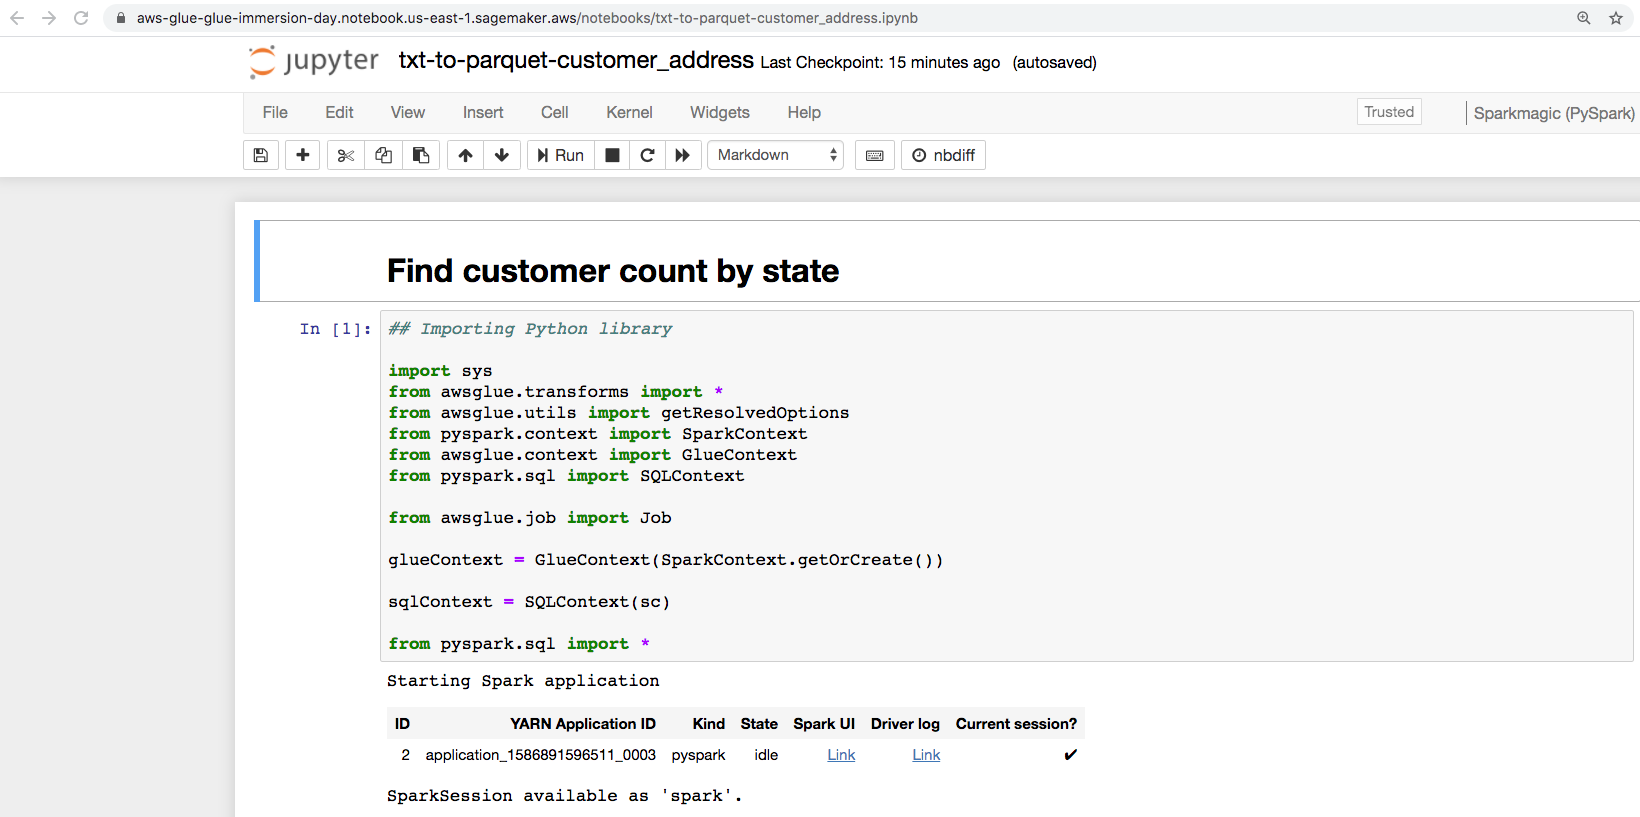 aws-glue-glue-immersion-day.notebook.us-east-1.sagemaker.aws/notebooks/txt-to-parquet-customer_address.ipynb
jupyter txt-to-parquet-customer_address Last Checkpoint: 15 minutes ago (autosaved)
File Edit View Insert Cell Kernel Widgets Help Trusted Sparkmagic (PySpark)
Run Markdown nbdiff
Find customer count by state
In [1]: ## Importing Python library
import sys
from awsglue.transforms import *
from awsglue.utils import getResolvedOptions
from pyspark.context import SparkContext
from awsglue.context import GlueContext
from pyspark.sql import SQLContext
from awsglue.job import Job
glueContext = GlueContext(SparkContext.getOrCreate())
sqlContext = SQLContext(sc)
from pyspark.sql import *
Starting Spark application
ID YARN Application ID Kind State Spark UI Driver log Current session?
2 application_1586891596511_0003 pyspark idle Link Link ✔
SparkSession available as 'spark'.